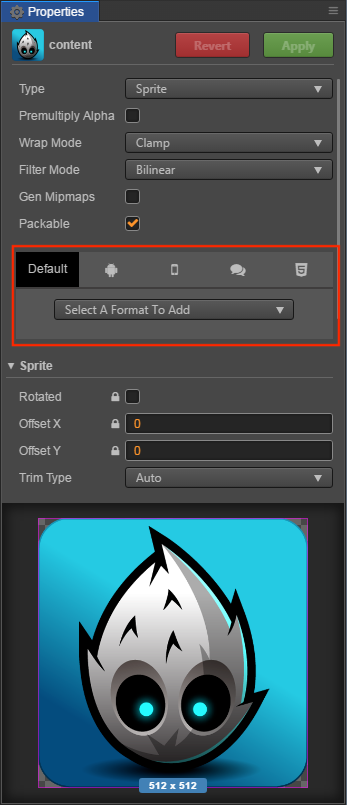 Properties
content
Revert
Apply
Type
Sprite
Premultiply Alpha
Wrap Mode
Clamp
Filter Mode
Bilinear
Gen Mipmaps
Packable
Default
Select A Format To Add
Sprite
Rotated
Offset X
0
Offset Y
0
Trim Type
Auto
512 x 512